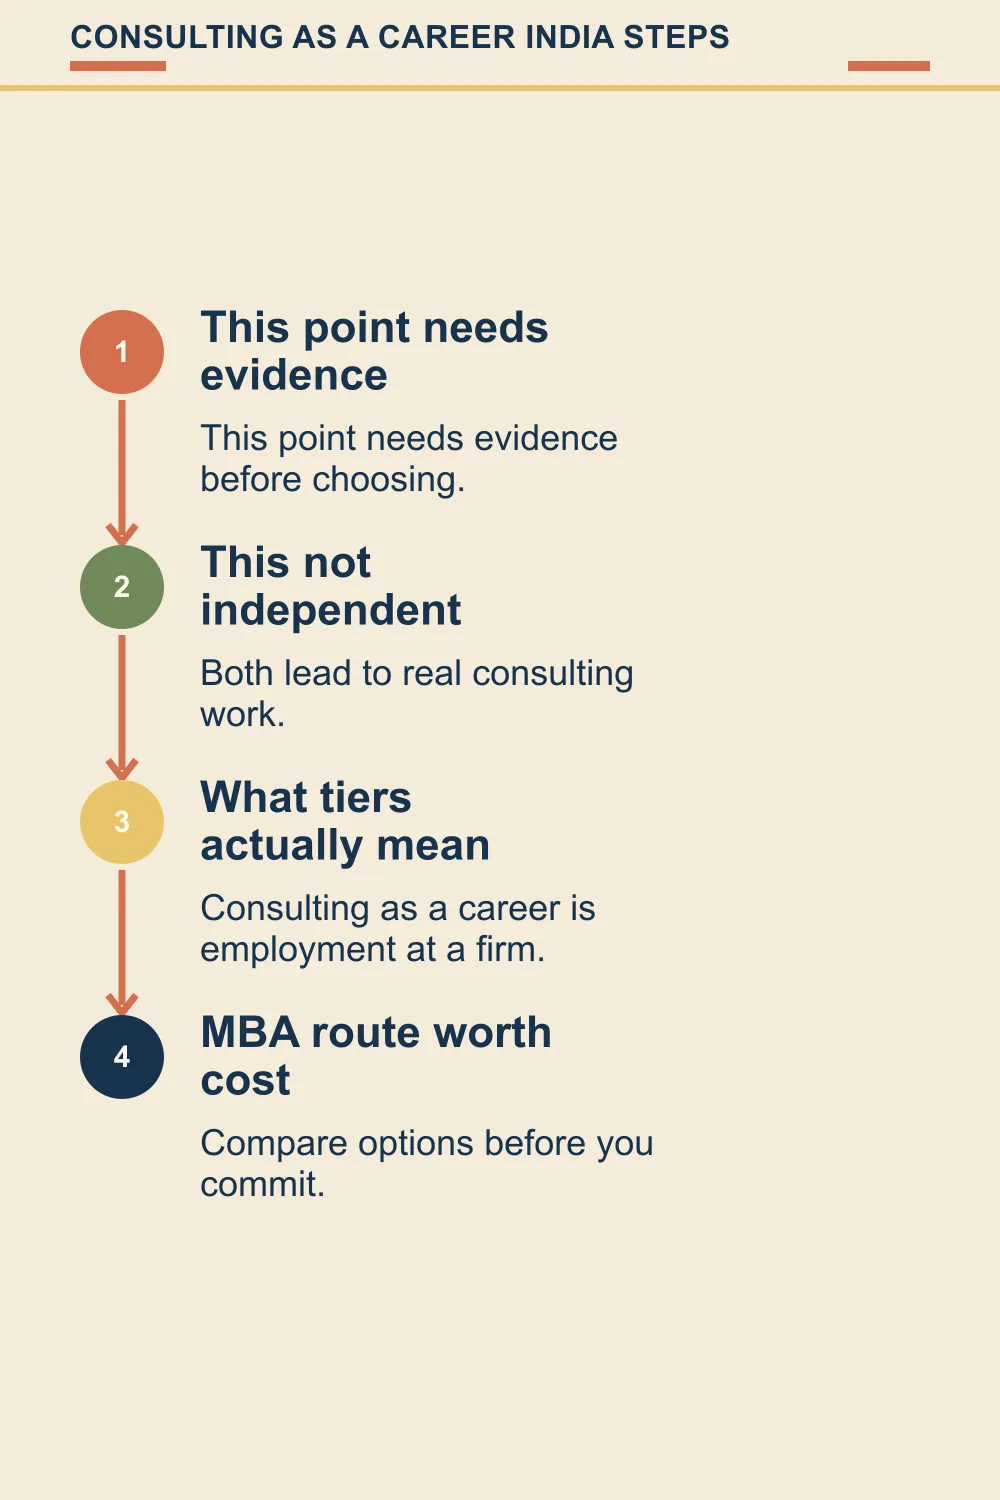 CONSULTING AS A CAREER INDIA STEPS
1
This point needs
evidence
This point needs evidence
before choosing.
2
This not
independent
Both lead to real consulting
work.
3
What tiers
actually mean
Consulting as a career is
employment at a firm.
4
MBA route worth
cost
Compare options before you
commit.